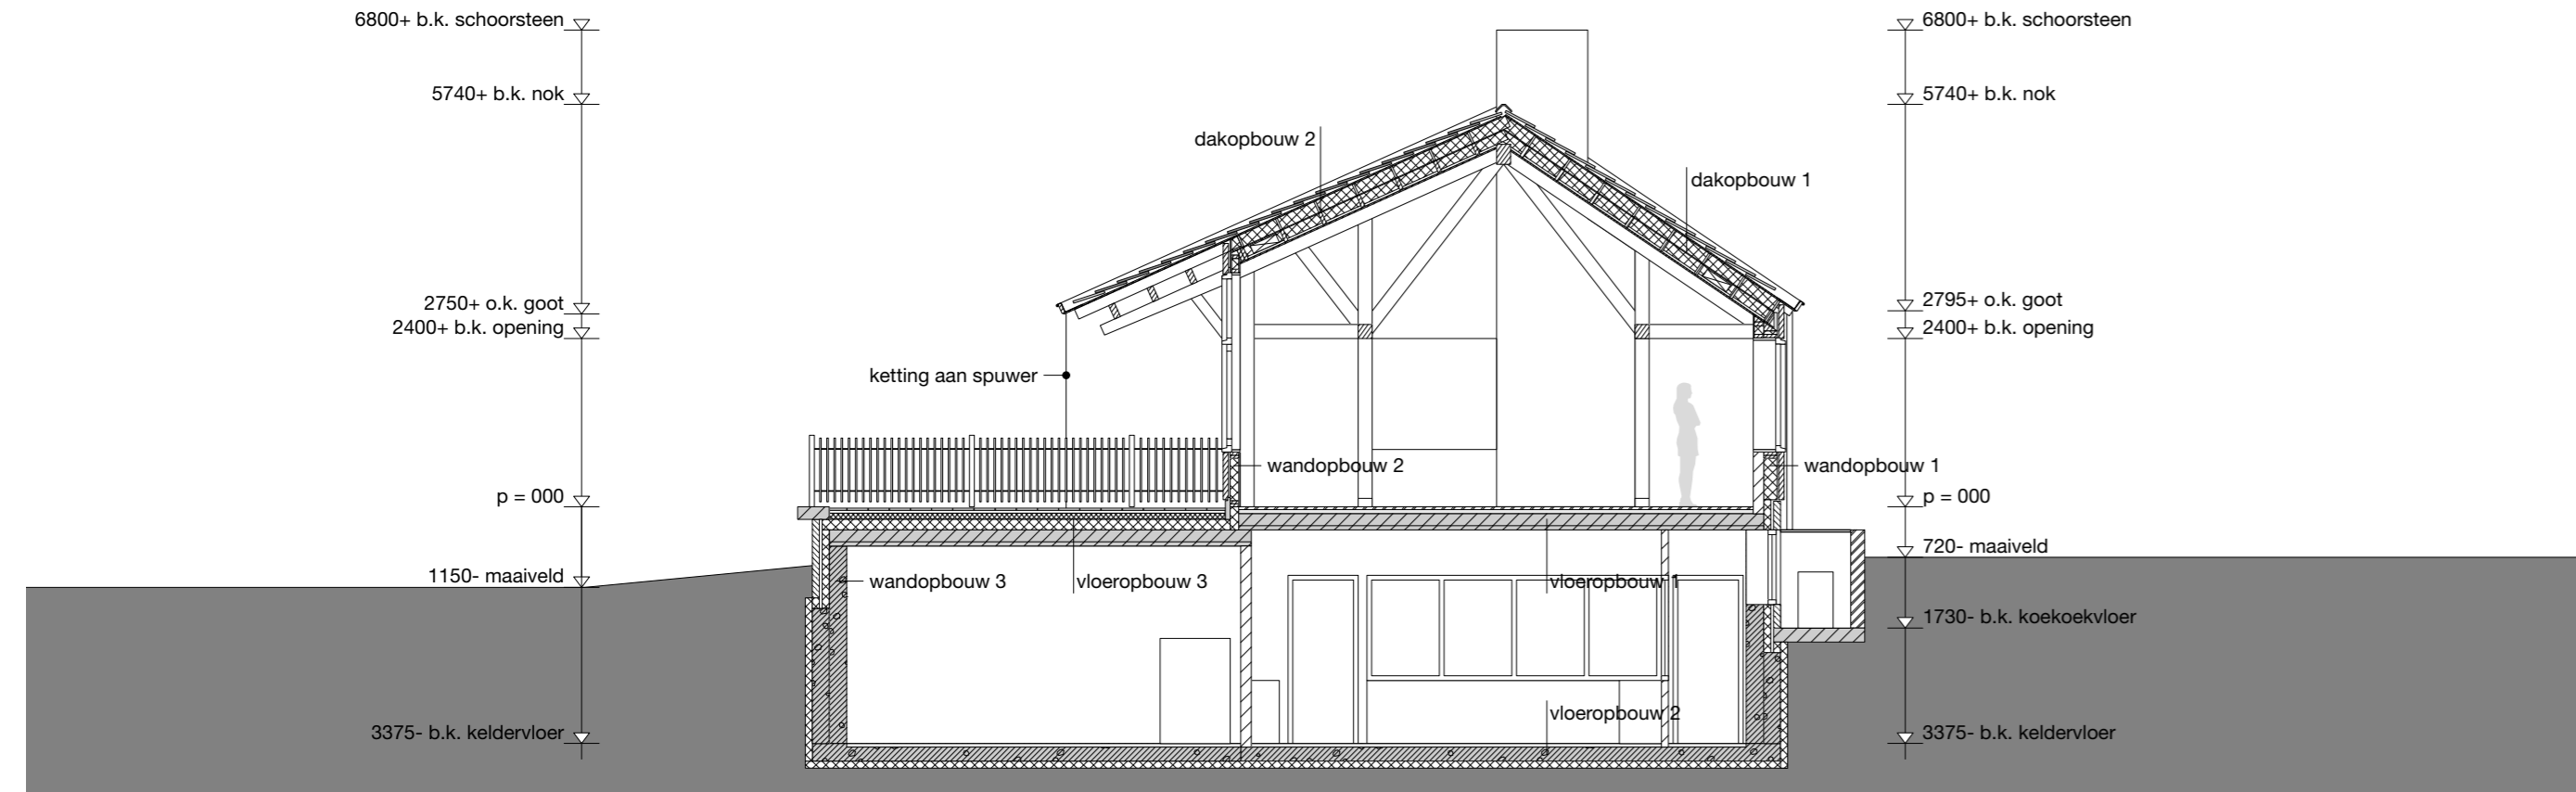 6800+ b.k. schoorsteen
6800+ b.k. schoorsteen
5740+ b.k. nok
5740+ b.k. nok
dakopbouw 2
dakopbouw 1
2750+ o.k. goot
2795+ o.k. goot
2400+ b.k. opening
2400+ b.k. opening
ketting aan spuwer
wandopbouw 2
wandopbouw 1
p = 000
p = 000
720- maaiveld
1150- maaiveld
wandopbouw 3
vloeropbouw 3
vloeropbouw 1
1730- b.k. koekoekvloer
vloeropbouw 2
3375- b.k. keldervloer
3375- b.k. keldervloer